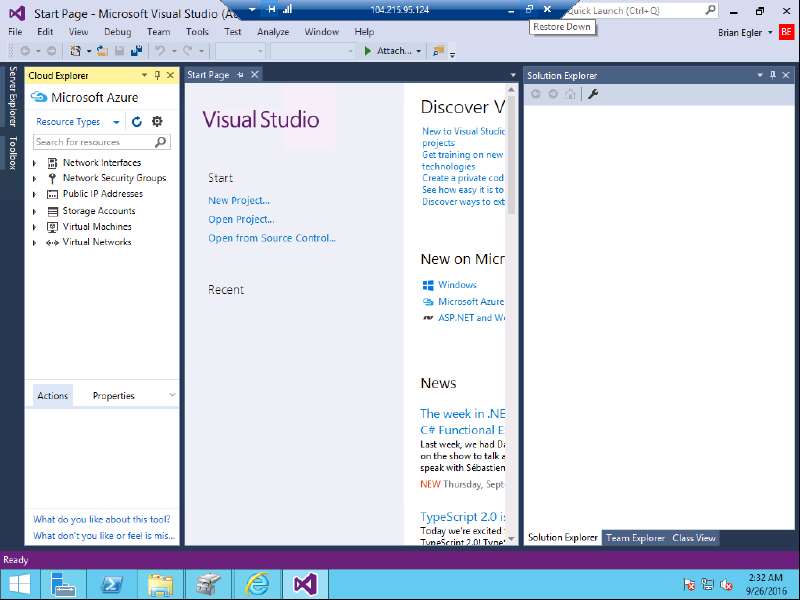 Start Page - Microsoft Visual Studio (A
104.215.95.124
Quick Launch (Ctrl+Q)
Restore Down
File Edit View Debug Team Tools Test Analyze Window Help
Brian Egler
BE
Attach...
Server Explorer
Toolbox
Cloud Explorer
Microsoft Azure
Resource Types
Search for resources
Network Interfaces
Network Security Groups
Public IP Addresses
Storage Accounts
Virtual Machines
Virtual Networks
Actions Properties
What do you like about this tool?
What don't you like or feel is mis...
Start Page
Visual Studio
Start
New Project...
Open Project...
Open from Source Control...
Recent
Discover V
New to Visual Studio
projects
Get training on new
technologies
Create a private cod
See how easy it is to
Discover ways to ext
New on Micr
Windows
Microsoft Azure
ASP.NET and We
News
The week in .NE
C# Functional E
Last week, we had Da
on the show to talk a
speak with Sébastien
NEW Thursday, Septe
TypeScript 2.0 is
Today we're excited
TypeScript 2.0! TypeS
Solution Explorer
Solution Explorer Team Explorer Class View
Ready
2:32 AM
9/26/2016